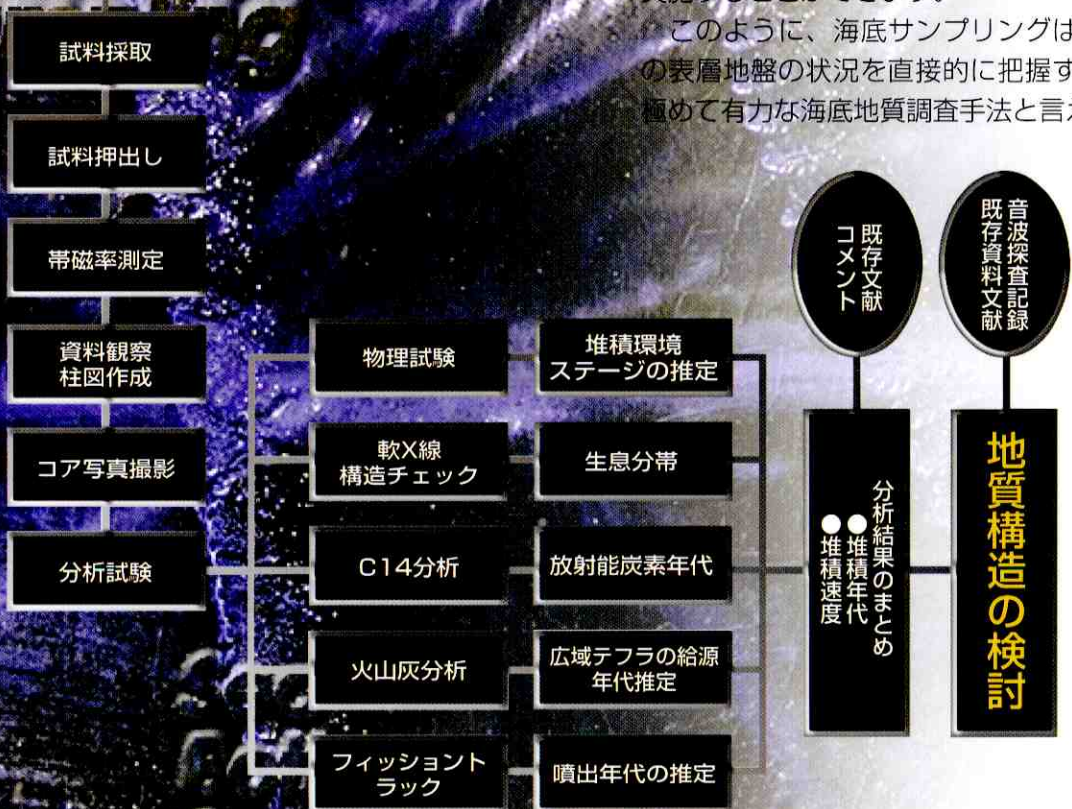 このように、海底サンプリングは
の表層地盤の状況を直接的に把握す
極めて有力な海底地質調査手法と言え
試料採取
試料押出し
帯磁率測定
資料観察
柱図作成
コア写真撮影
分析試験
物理試験
軟X線
構造チェック
C14分析
火山灰分析
フィッショント
ラック
堆積環境
ステージの推定
生息分帯
放射能炭素年代
広域テフラの給源
年代推定
噴出年代の推定
既存文献
コメント
分析結果のまとめ
●堆積年代
●堆積速度
音波探査記録
既存資料文献
地質構造の検討